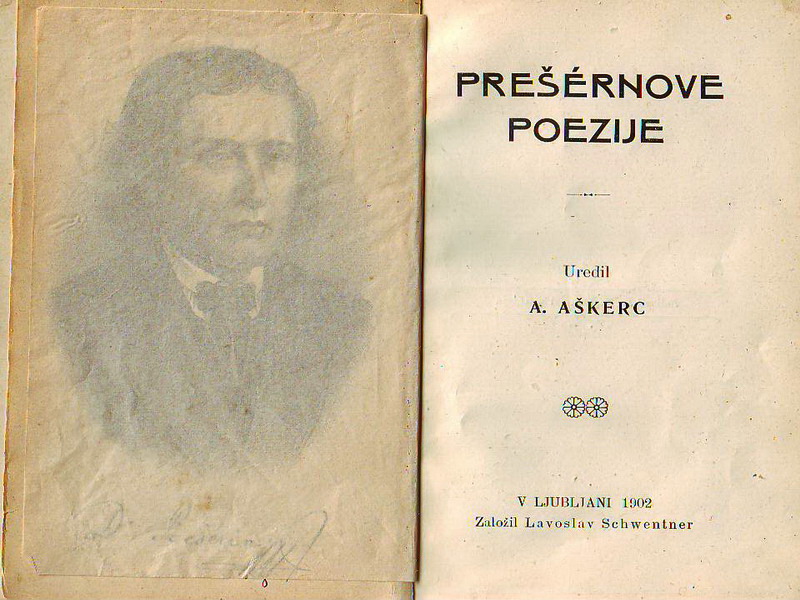 PREŠÉRNOVE
POEZIJE
Uredil
A. AŠKERC
V LJUBLJANI 1902
Založil Lavoslav Schwentner